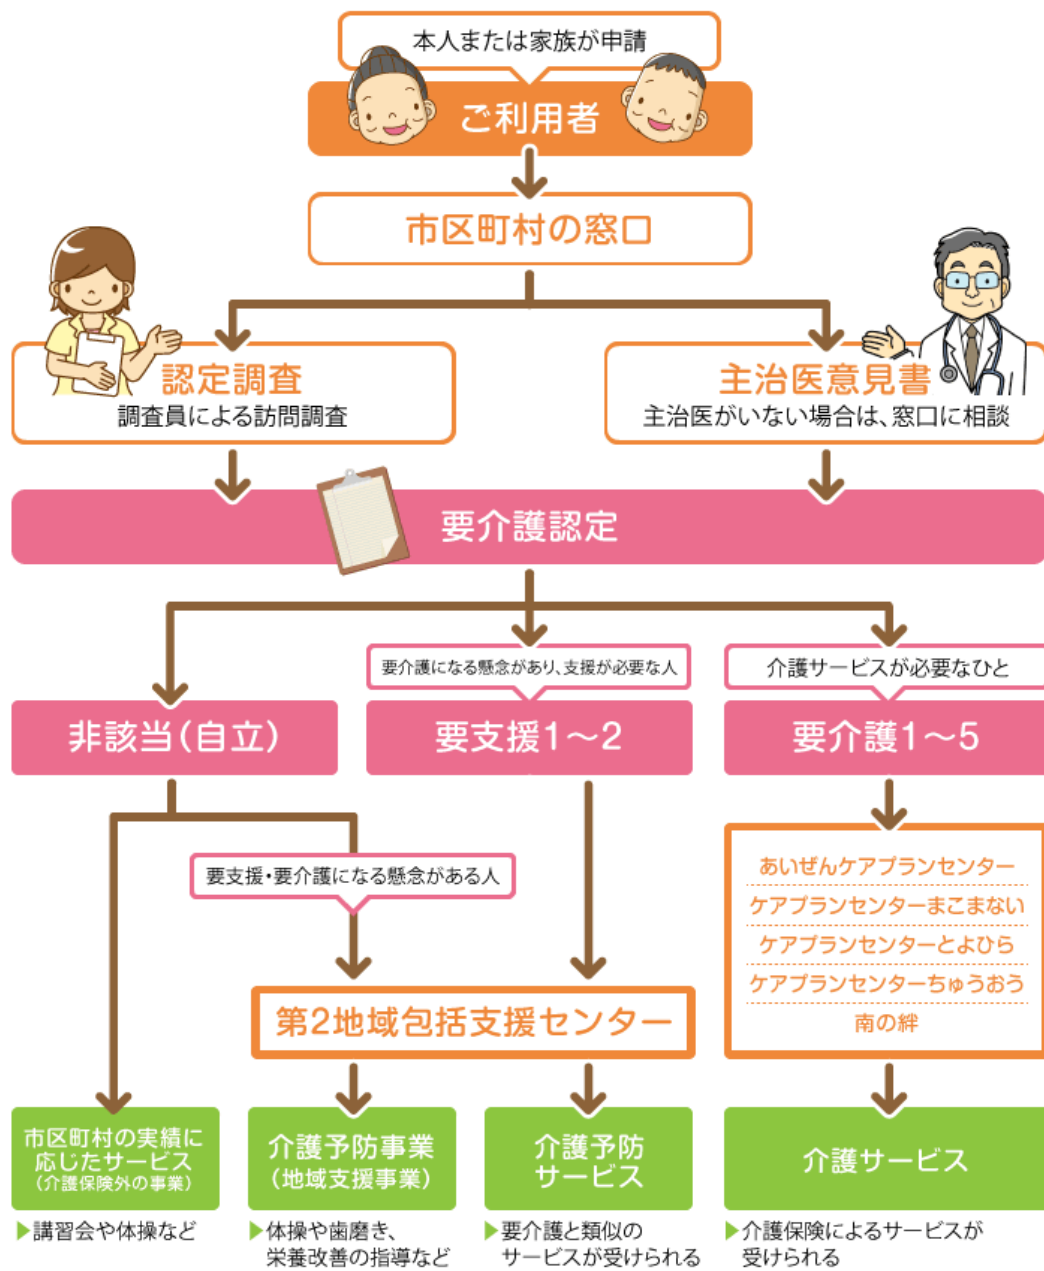 本人または家族が申請
ご利用者
市区町村の窓口
認定調査
調査員による訪問調査
主治医意見書
主治医がいない場合は、窓口に相談
要介護認定
要介護になる懸念があり、支援が必要な人
介護サービスが必要なひと
非該当(自立)
要支援1〜2
要介護1〜5
要支援・要介護になる懸念がある人
あいぜんケアプランセンター
ケアプランセンターまこまない
ケアプランセンターとよひら
ケアプランセンターちゅうおう
南の絆
第2地域包括支援センター
市区町村の実績に
応じたサービス
(介護保険外の事業)
▶講習会や体操など
介護予防事業
(地域支援事業)
▶体操や歯磨き、
栄養改善の指導など
介護予防
サービス
▶要介護と類似の
サービスが受けられる
介護サービス
▶介護保険によるサービスが
受けられる